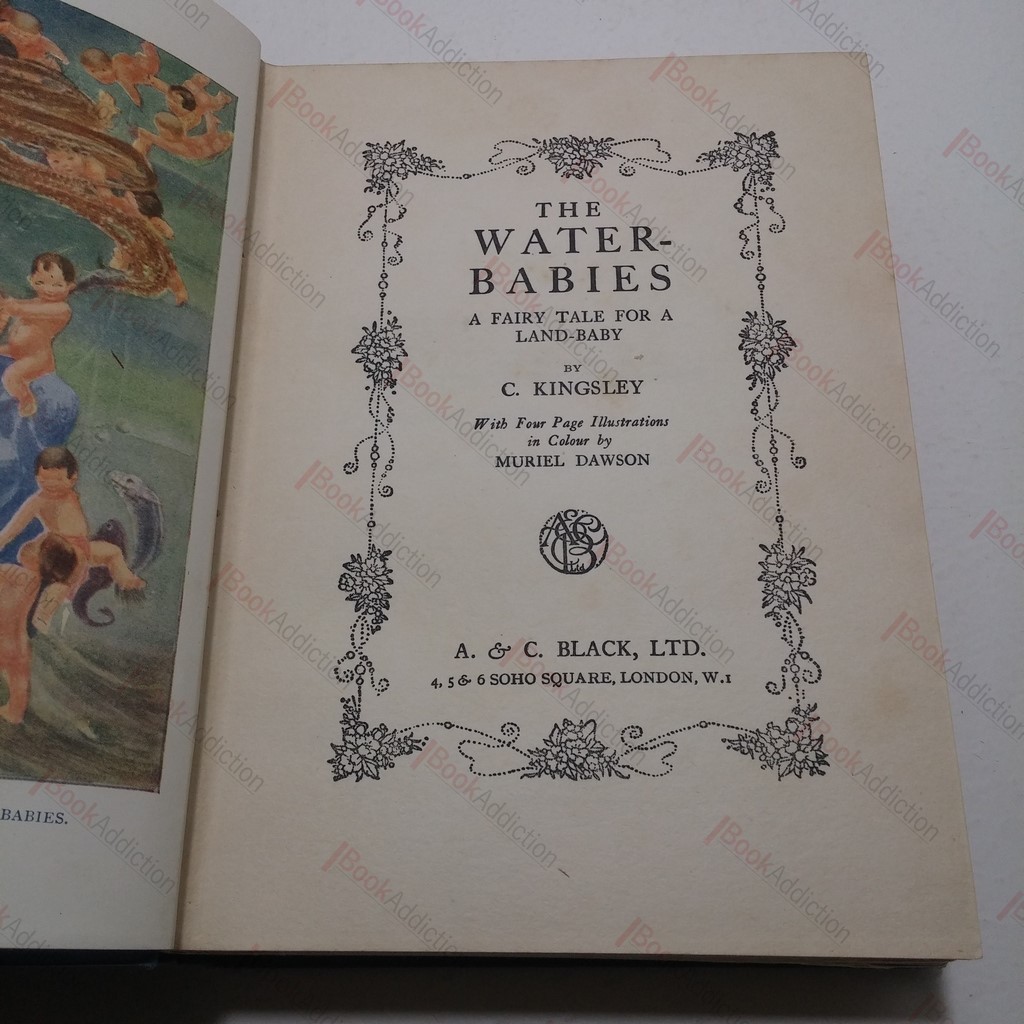 THE
WATER-
BABIES
A FAIRY TALE FOR A
LAND-BABY
BY
C. KINGSLEY
With Four Page Illustrations
in Colour by
MURIEL DAWSON
A & C B
Ltd.
A. & C. BLACK, LTD.
4, 5 & 6 SOHO SQUARE, LONDON, W.1
BABIES.
BookAddiction